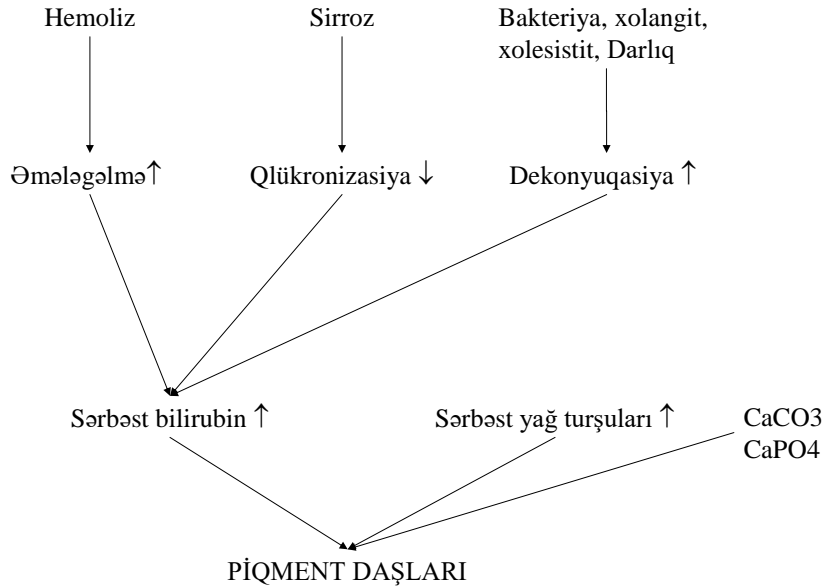 Hemoliz
Sirroz
Bakteriya, xolangit,
xolesistit, Darlıq
Əmələgəlmə↑
Qlükronizasiya ↓
Dekonyuqasiya ↑
Sərbəst bilirubin ↑
Sərbəst yağ turşuları ↑
CaCO3
CaPO4
PİQMENT DAŞLARI